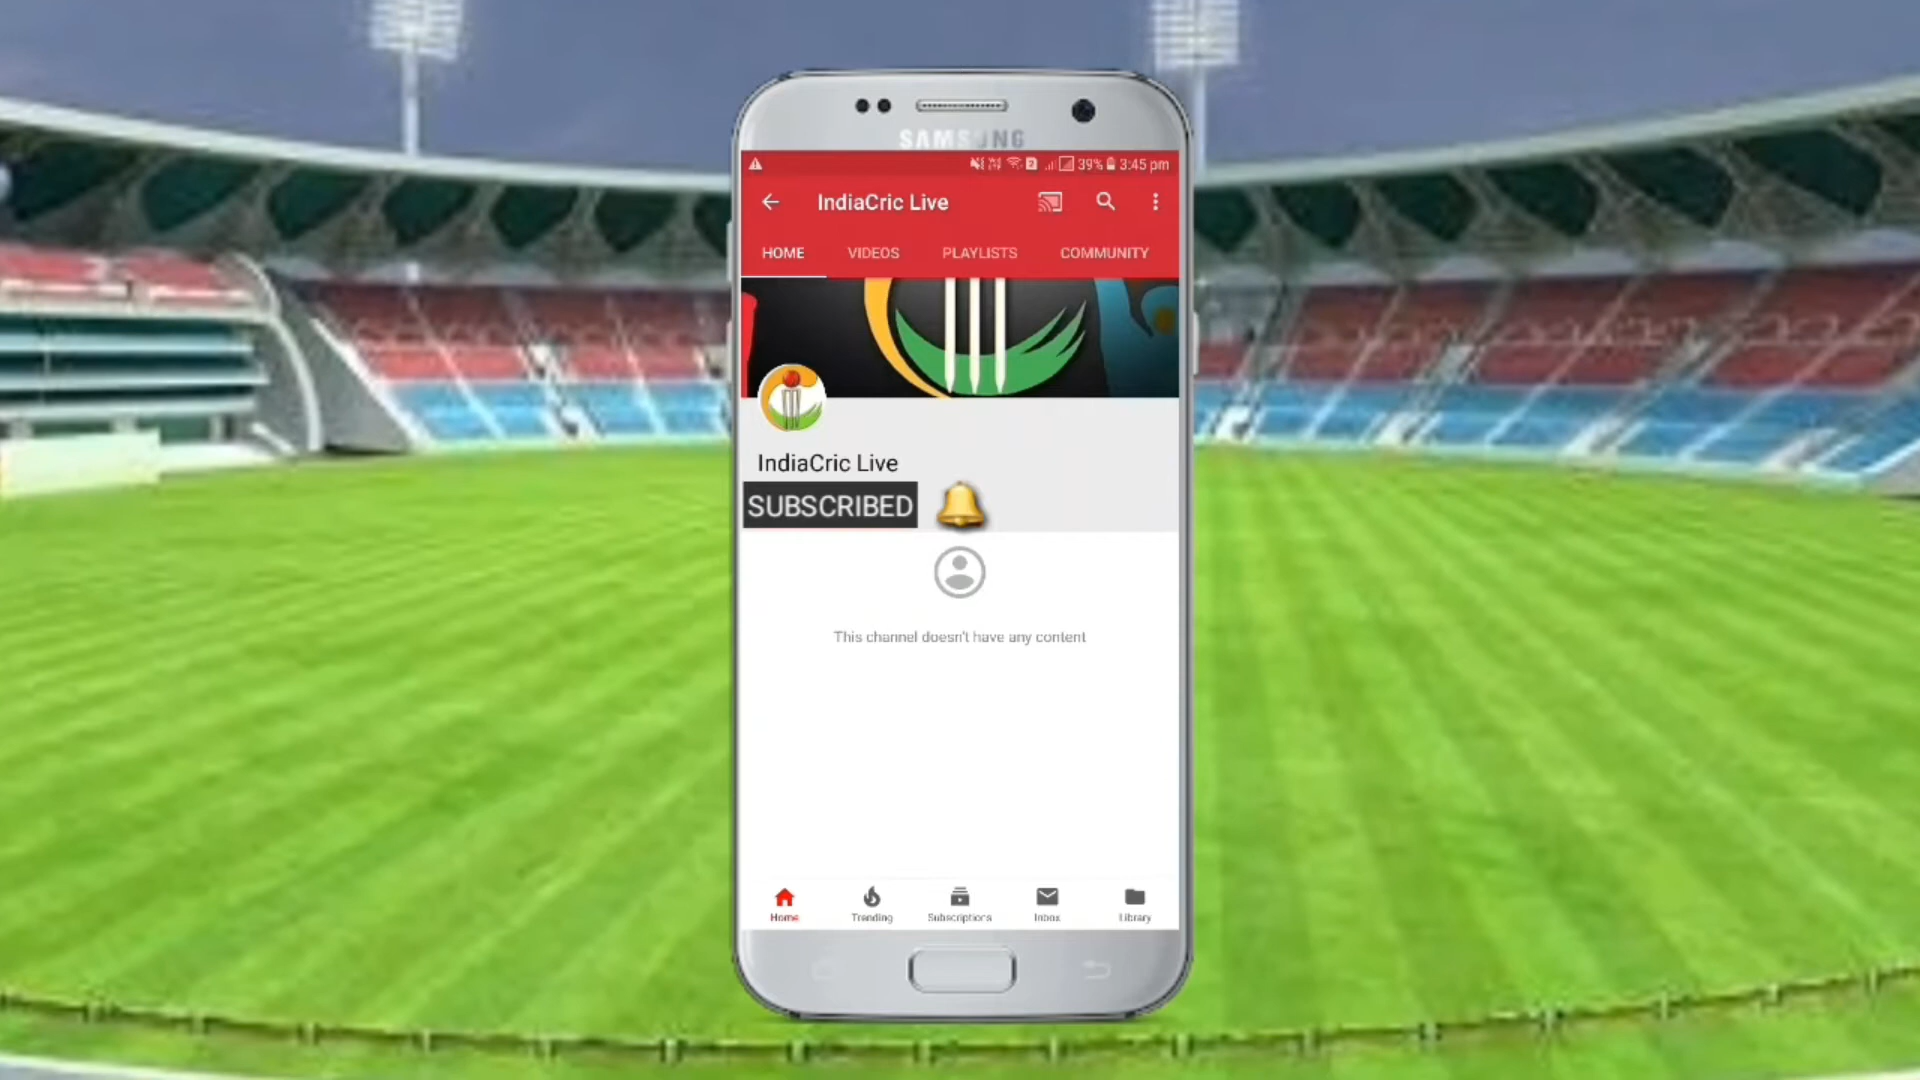 SAMSUNG
39% 3:45 pm
IndiaCric Live
HOME VIDEOS PLAYLISTS COMMUNITY
IndiaCric Live
SUBSCRIBED
This channel doesn't have any content
Home Trending Subscriptions Inbox Library